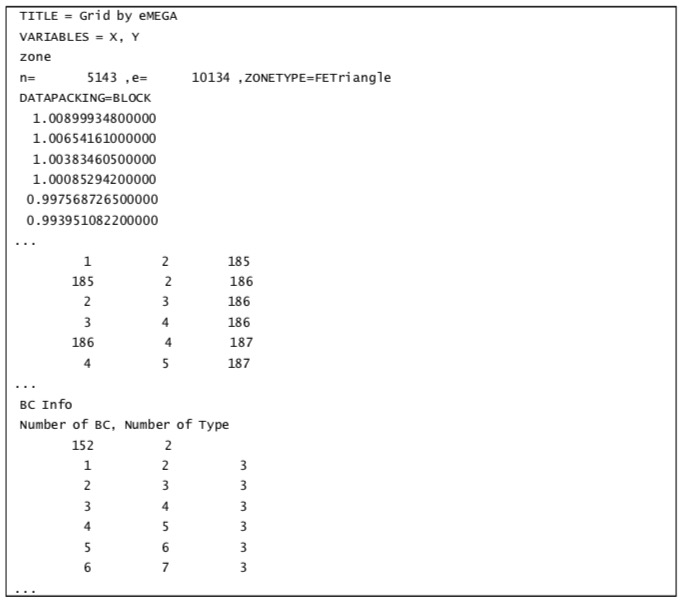 TITLE = Grid by eMEGA
VARIABLES = X, Y
zone
n=        5143 ,e=       10134 ,ZONETYPE=FETriangle
DATAPACKING=BLOCK
1.00899934800000
1.00654161000000
1.00383460500000
1.00085294200000
0.997568726500000
0.993951082200000
...
1 2 185
185 2 186
2 3 186
3 4 186
186 4 187
4 5 187
...
BC Info
Number of BC, Number of Type
152 2
1 2 3
2 3 3
3 4 3
4 5 3
5 6 3
6 7 3
...